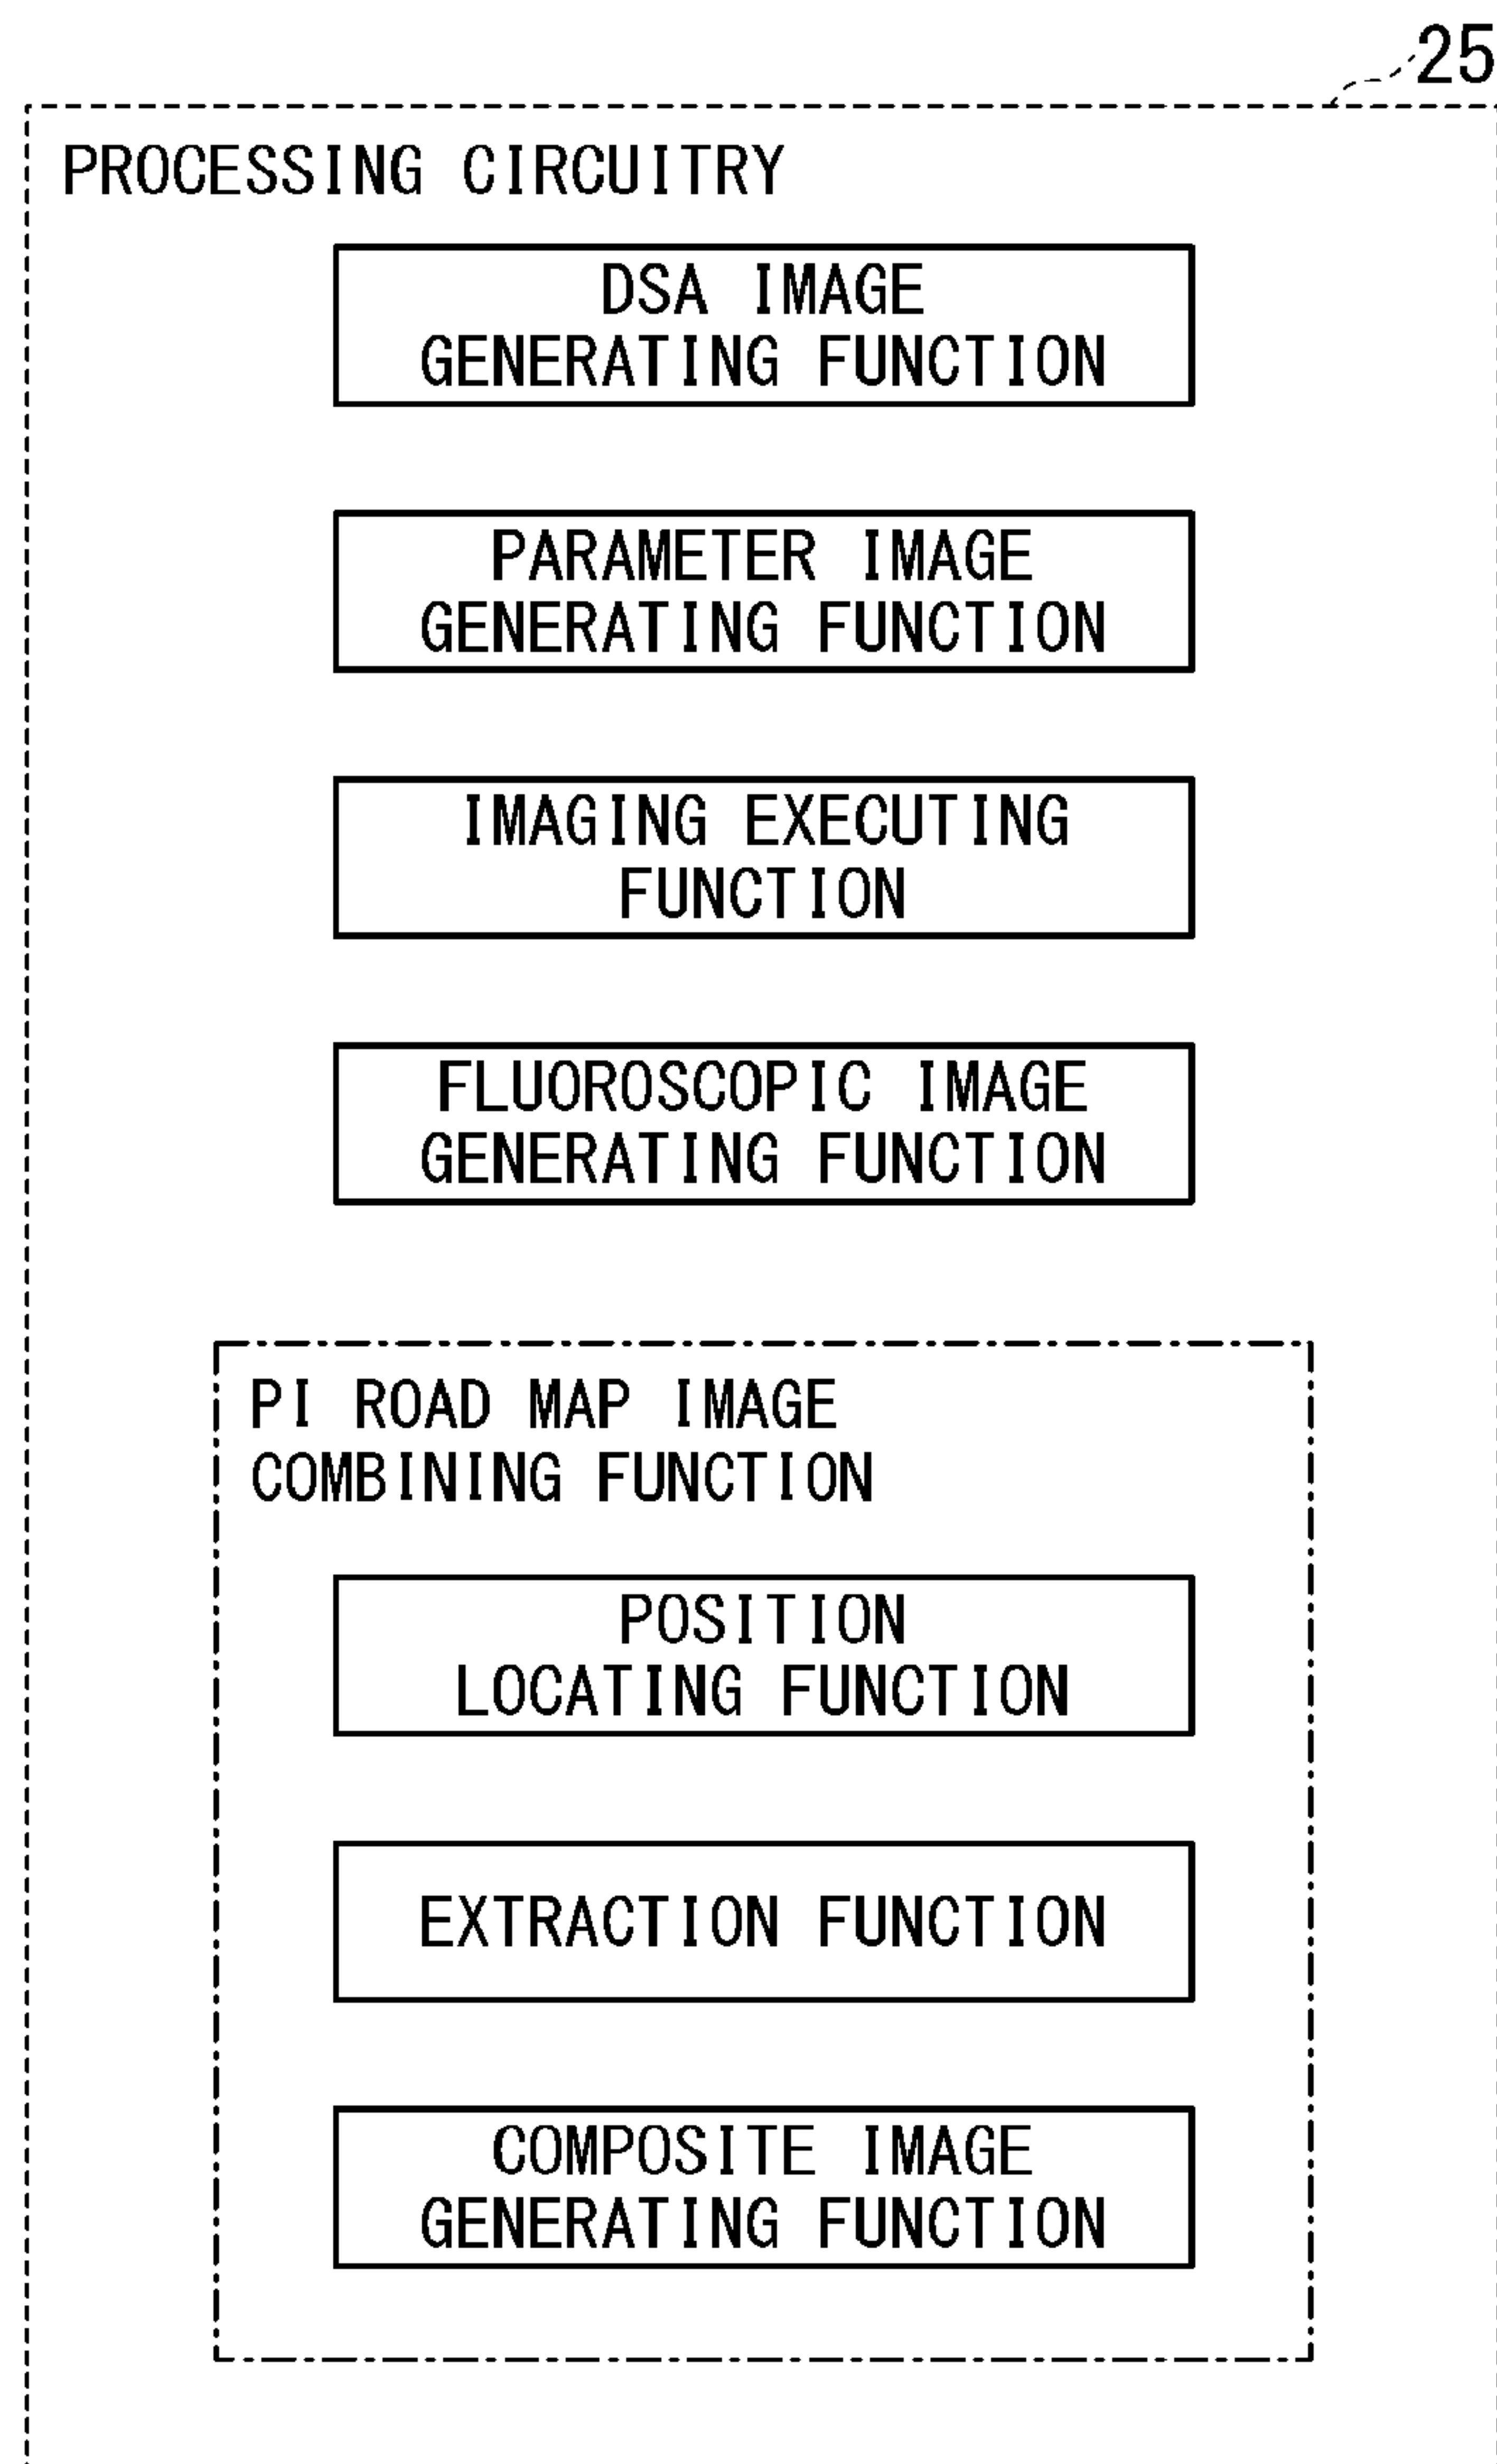 25
PROCESSING CIRCUITRY
DSA IMAGE
GENERATING FUNCTION
PARAMETER IMAGE
GENERATING FUNCTION
IMAGING EXECUTING
FUNCTION
FLUOROSCOPIC IMAGE
GENERATING FUNCTION
PI ROAD MAP IMAGE
COMBINING FUNCTION
POSITION
LOCATING FUNCTION
EXTRACTION FUNCTION
COMPOSITE IMAGE
GENERATING FUNCTION